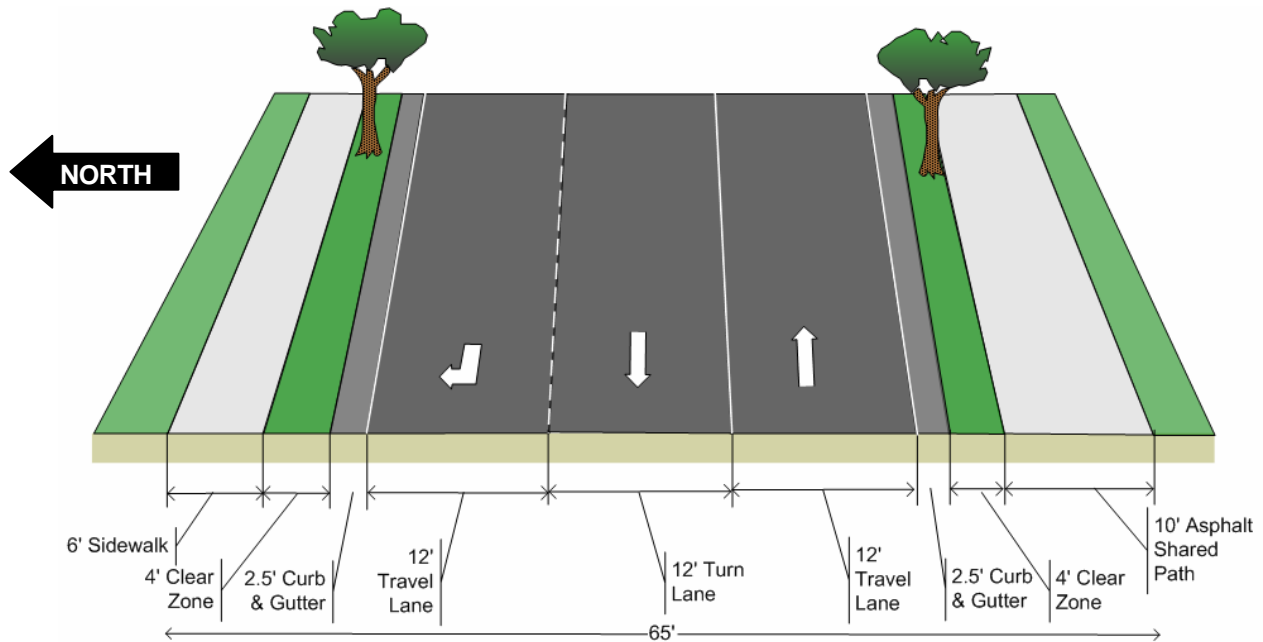 NORTH
6' Sidewalk
4' Clear
Zone
2.5' Curb
& Gutter
12'
Travel
Lane
12' Turn
Lane
12'
Travel
Lane
2.5' Curb
& Gutter
4' Clear
Zone
10' Asphalt
Shared
Path
65'